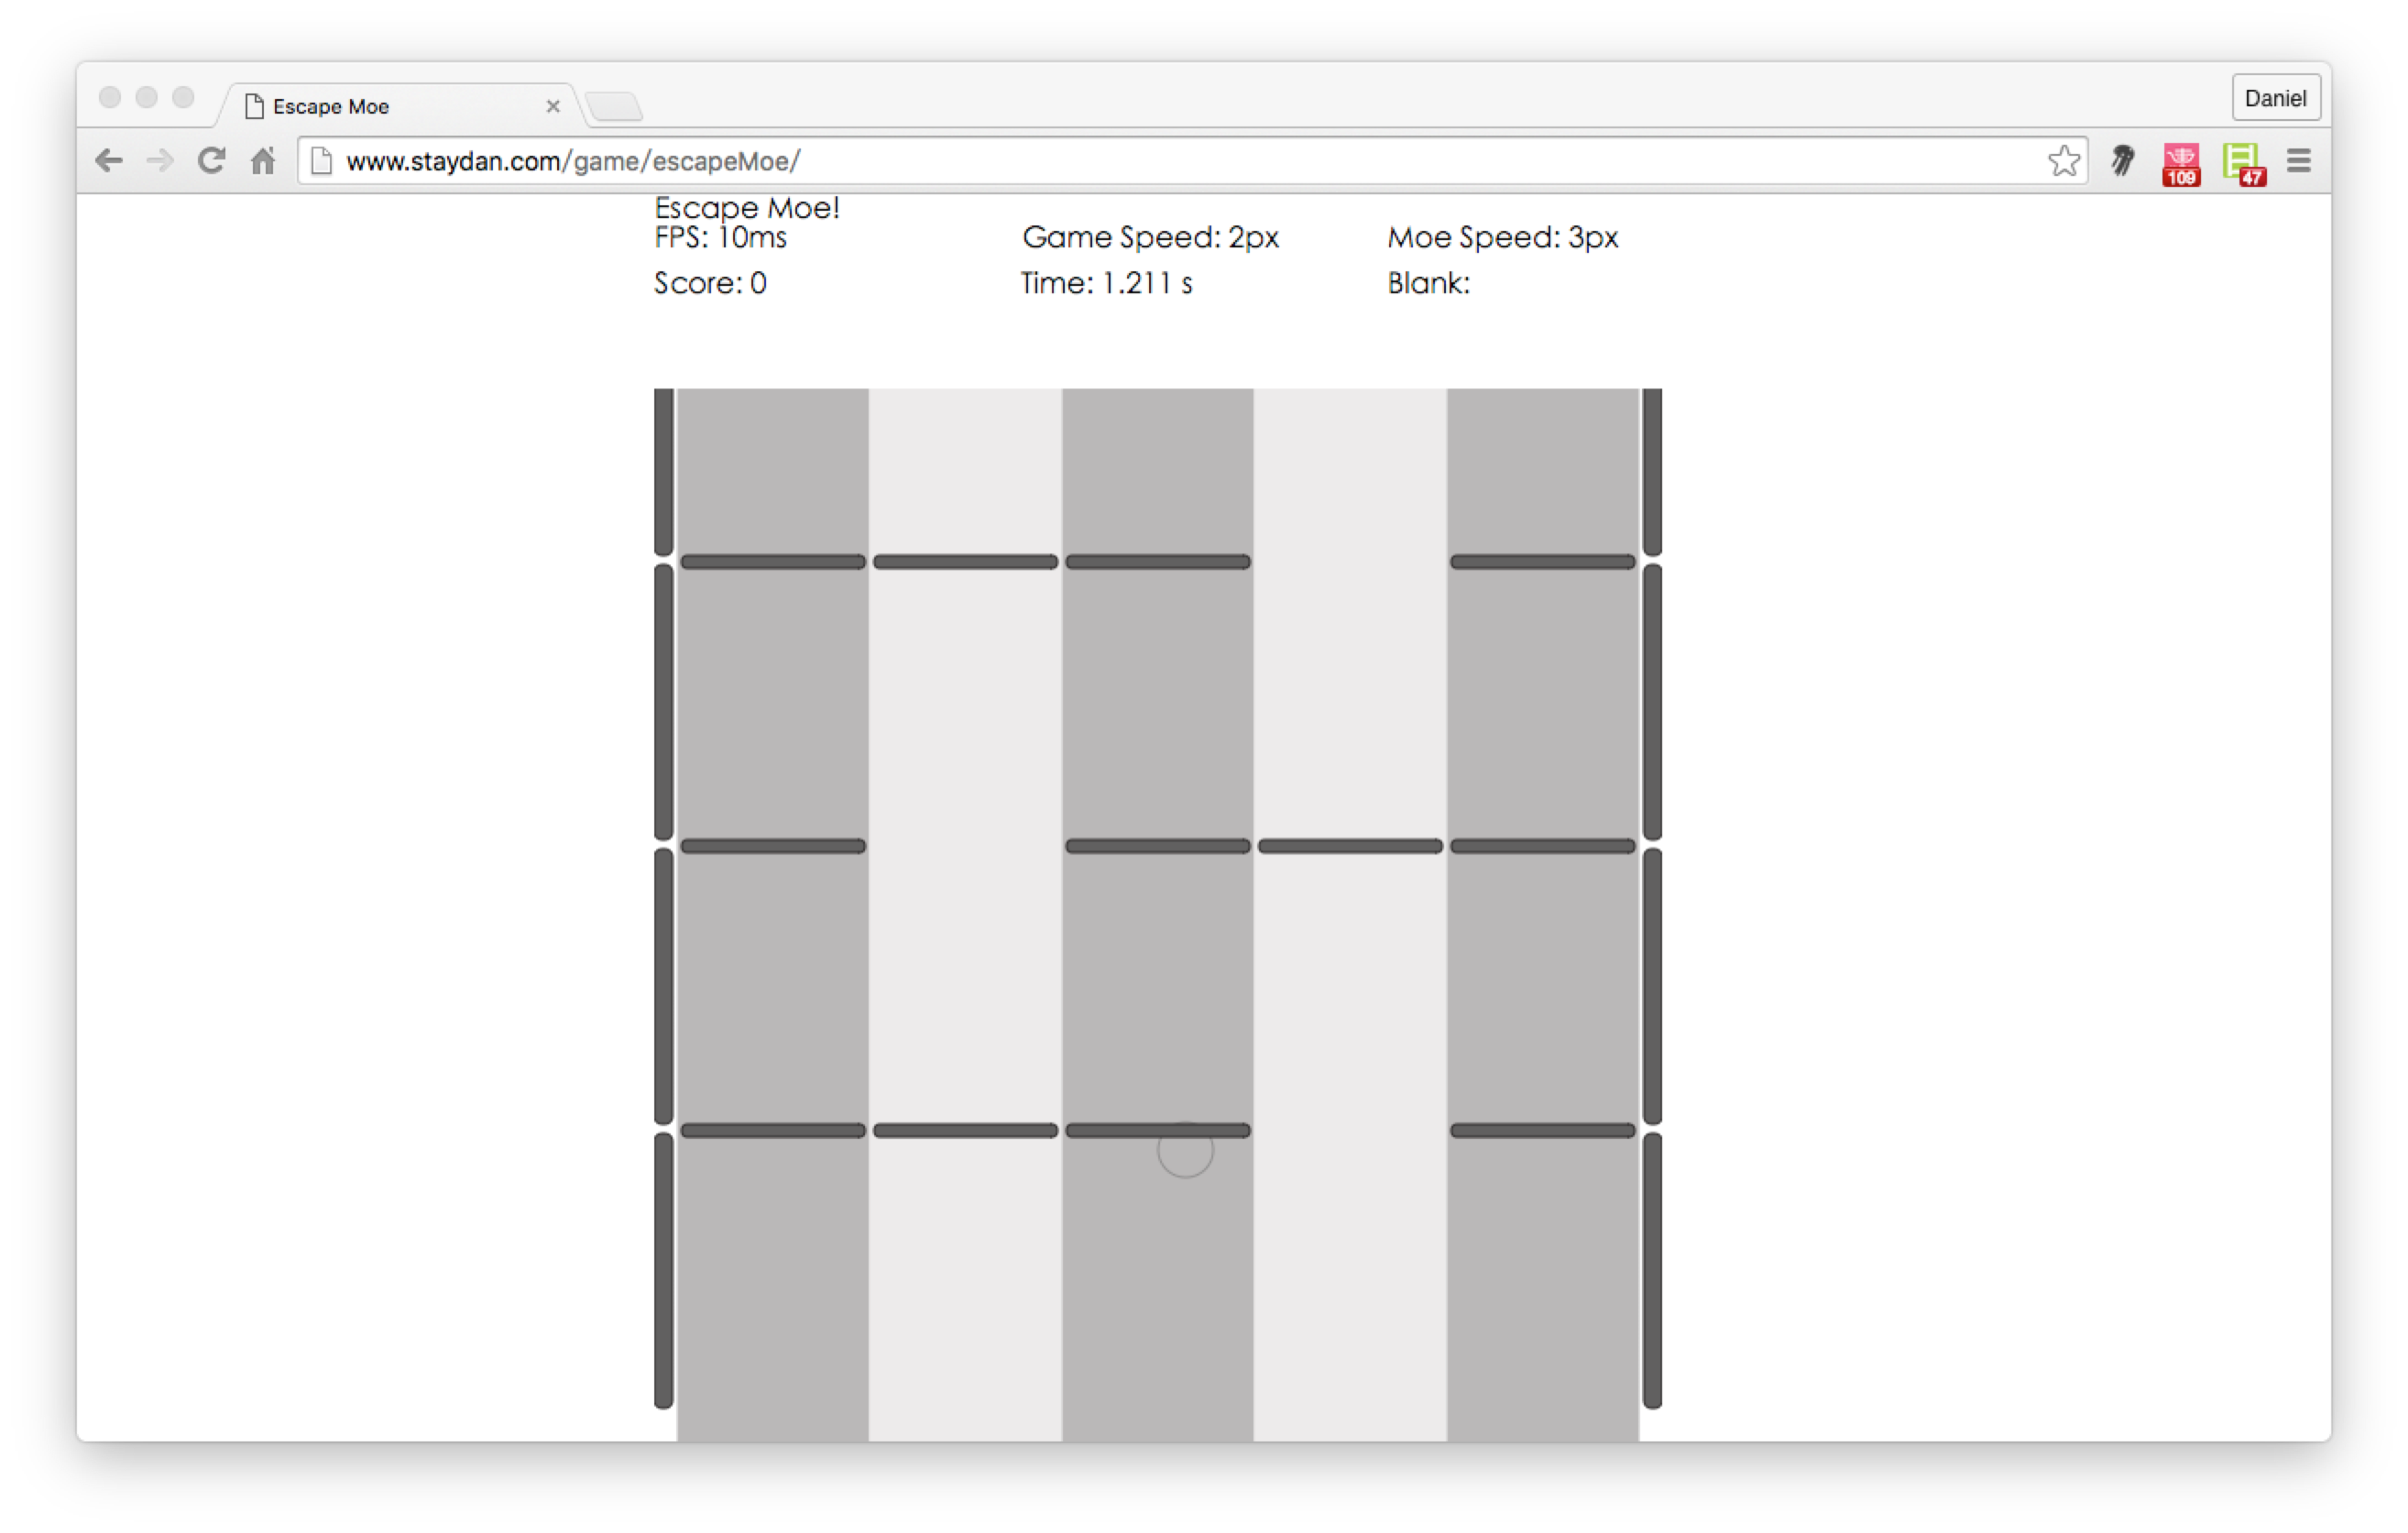 Escape Moe
Daniel
www.staydan.com/game/escapeMoe/
109
47
Escape Moe!
FPS: 10ms Game Speed: 2px Moe Speed: 3px
Score: 0 Time: 1.211 s Blank: